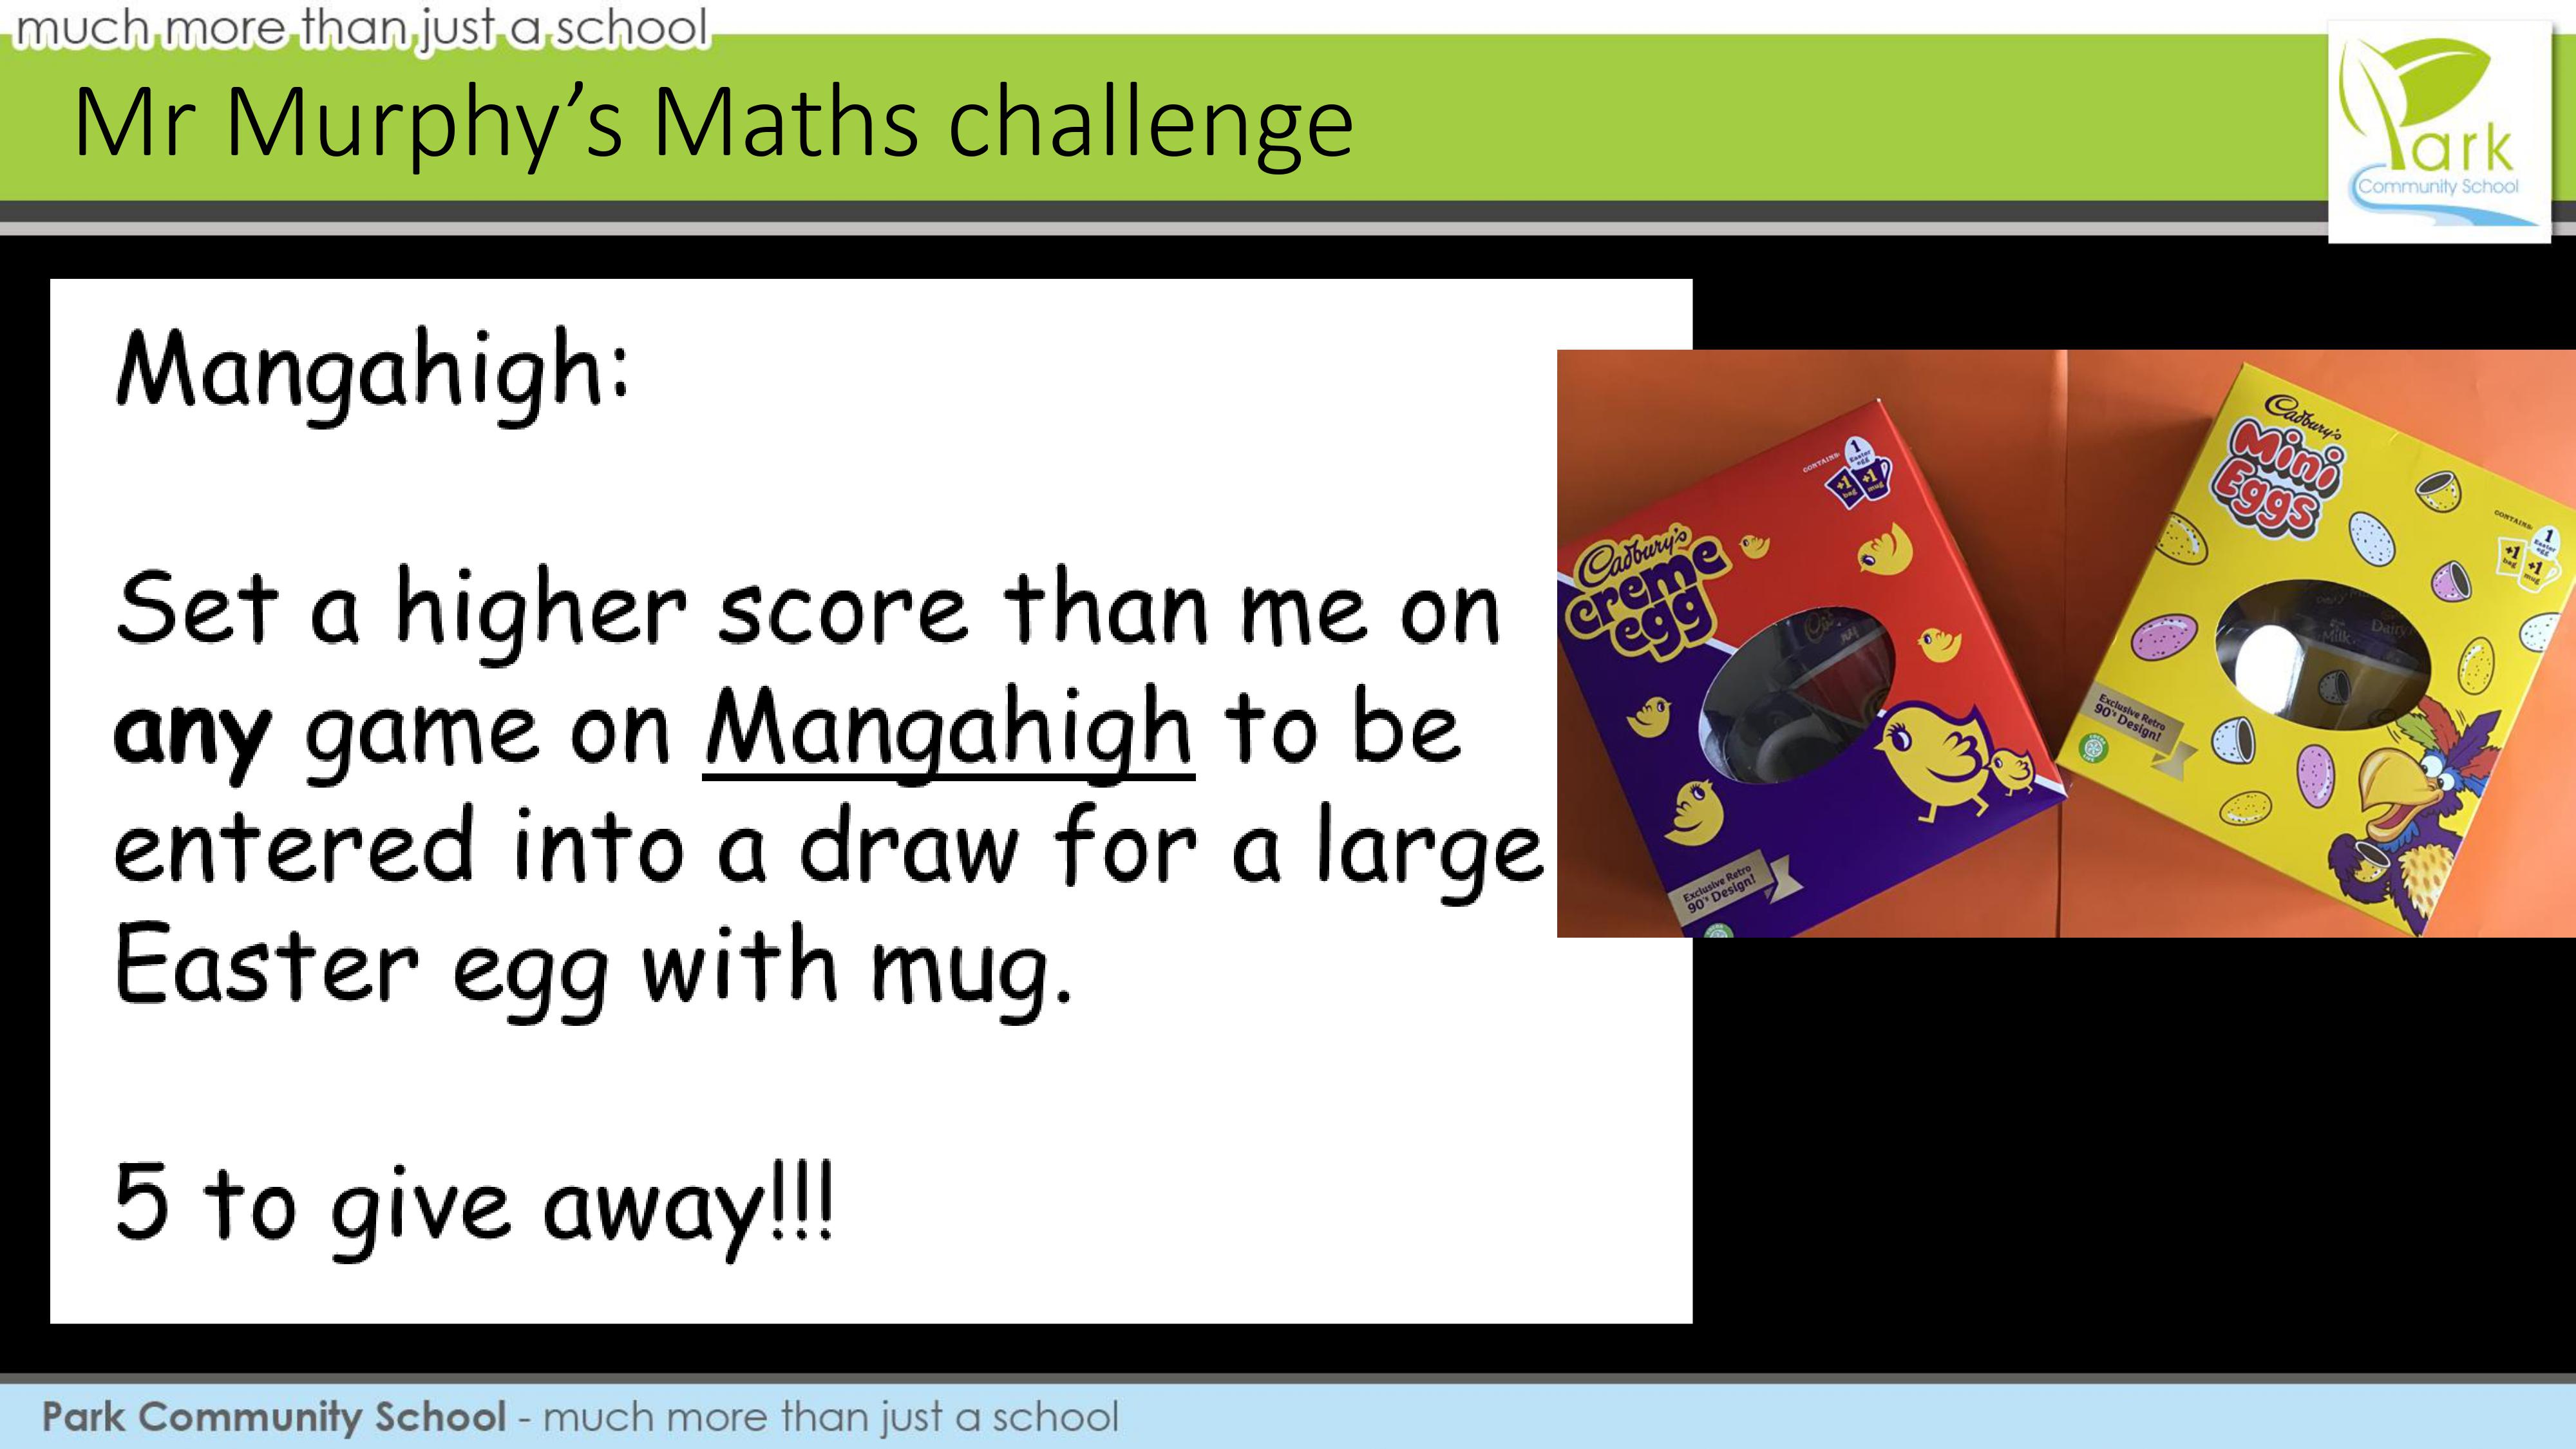 much more than just a school
Mr Murphy’s Maths challenge
Park
Community School
Mangahigh:
Set a higher score than me on
any game on Mangahigh to be
entered into a draw for a large
Easter egg with mug.
5 to give away!!!
CONTAINS:
1
Easter
egg
+1
bag
+1
mug
Cadbury's
creme
egg
Exclusive Retro
90's Design!
Cadbury's
Mini
Eggs
CONTAINS:
1
Easter
egg
+1
bag
+1
mug
Milk
Dairy
Exclusive Retro
90's Design!
Park Community School - much more than just a school